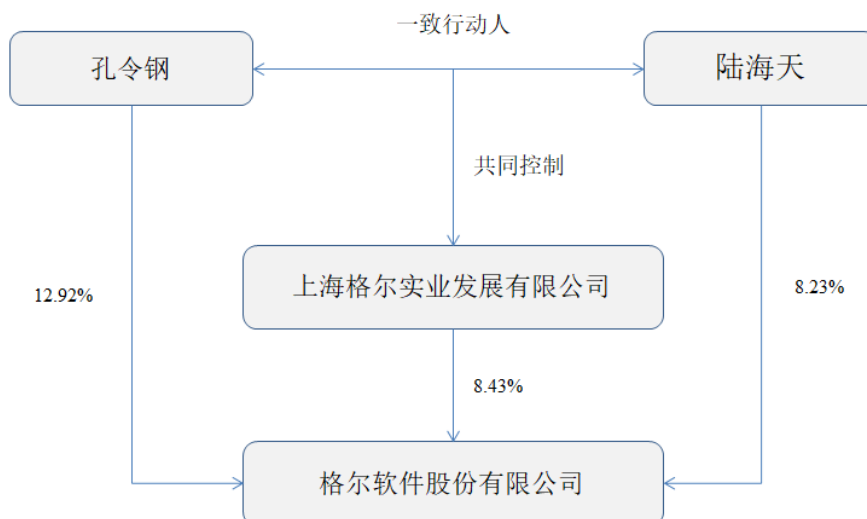 一致行动人
孔令钢
陆海天
共同控制
上海格尔实业发展有限公司
12.92%
8.23%
8.43%
格尔软件股份有限公司